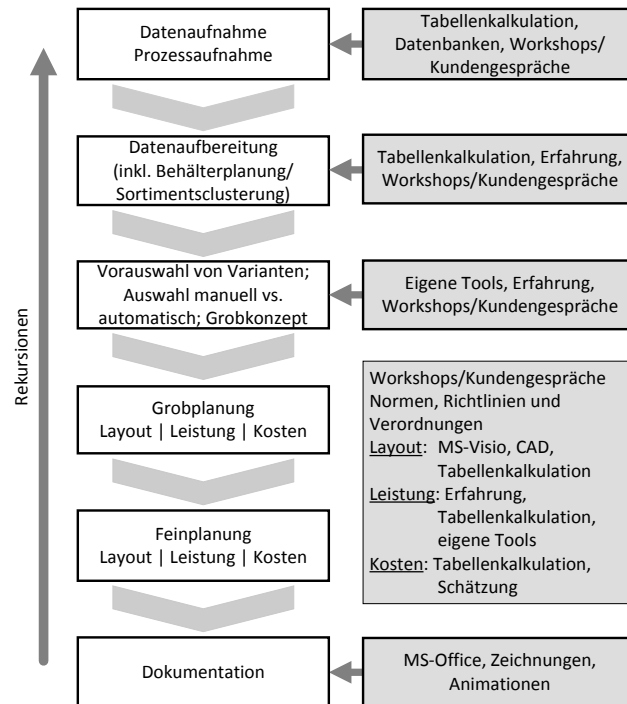 Datenaufnahme
Prozessaufnahme
Tabellenkalkulation,
Datenbanken, Workshops/
Kundengespräche
Datenaufbereitung
(inkl. Behälterplanung/
Sortimentsclusterung)
Tabellenkalkulation, Erfahrung,
Workshops/Kundengespräche
Vorauswahl von Varianten;
Auswahl manuell vs.
automatisch; Grobkonzept
Eigene Tools, Erfahrung,
Workshops/Kundengespräche
Rekursionen
Grobplanung
Layout | Leistung | Kosten
Feinplanung
Layout | Leistung | Kosten
Workshops/Kundengespräche
Normen, Richtlinien und
Verordnungen
Layout: MS-Visio, CAD,
Tabellenkalkulation
Leistung: Erfahrung,
Tabellenkalkulation,
eigene Tools
Kosten: Tabellenkalkulation,
Schätzung
Dokumentation
MS-Office, Zeichnungen,
Animationen